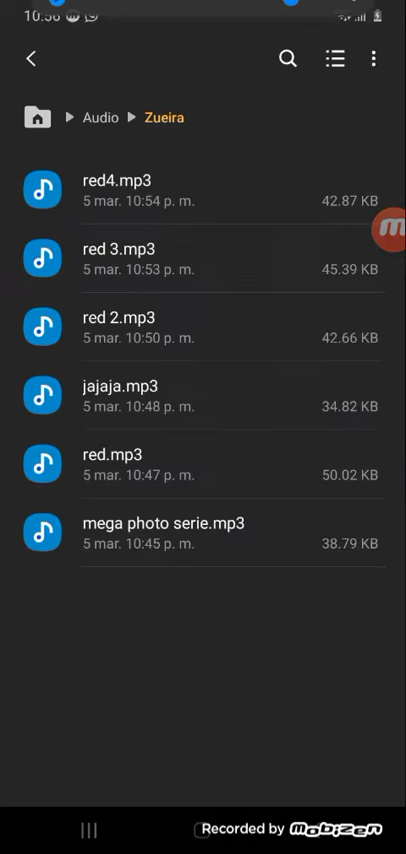 10:56
Audio ▶ Zueira
red4.mp3
5 mar. 10:54 p. m. 42.87 KB
red 3.mp3
5 mar. 10:53 p. m. 45.39 KB
red 2.mp3
5 mar. 10:50 p. m. 42.66 KB
jajaja.mp3
5 mar. 10:48 p. m. 34.82 KB
red.mp3
5 mar. 10:47 p. m. 50.02 KB
mega photo serie.mp3
5 mar. 10:45 p. m. 38.79 KB
Recorded by mobizen